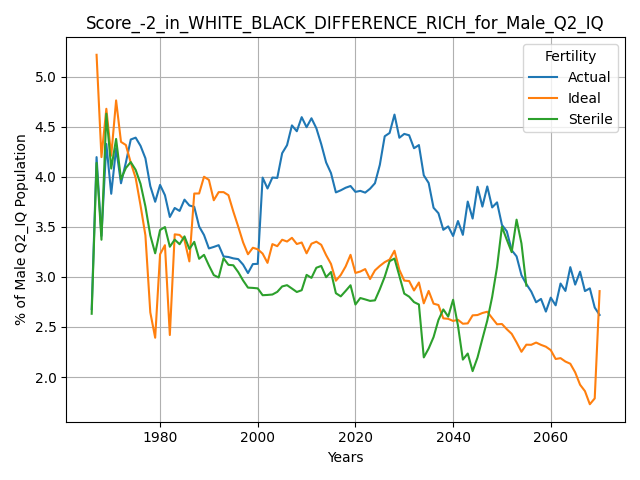 Score_-2_in_WHITE_BLACK_DIFFERENCE_RICH_for_Male_Q2_IQ
Fertility
Actual
Ideal
Sterile
% of Male Q2_IQ Population
5.0
4.5
4.0
3.5
3.0
2.5
2.0
1980
2000
2020
2040
2060
Years